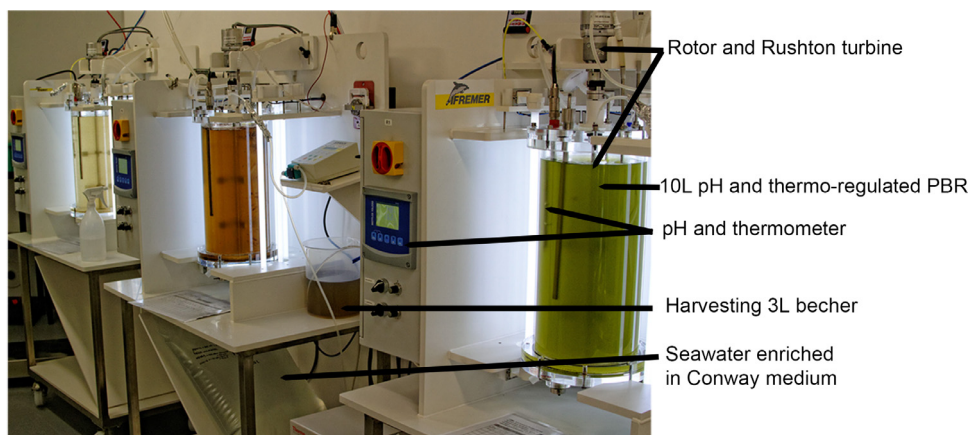 Rotor and Rushton turbine
IFREMER
10L pH and thermo-regulated PBR
pH and thermometer
Harvesting 3L becher
Seawater enriched
in Conway medium